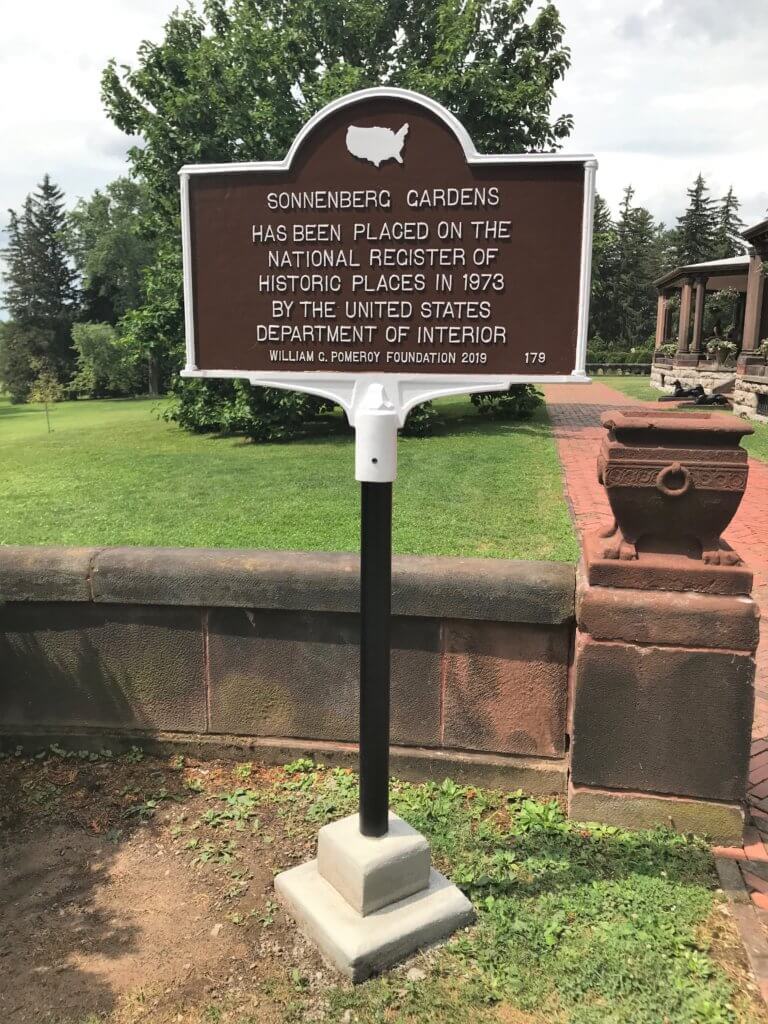 SONNENBERG GARDENS
HAS BEEN PLACED ON THE
NATIONAL REGISTER OF
HISTORIC PLACES IN 1973
BY THE UNITED STATES
DEPARTMENT OF INTERIOR
WILLIAM G. POMEROY FOUNDATION 2019 179